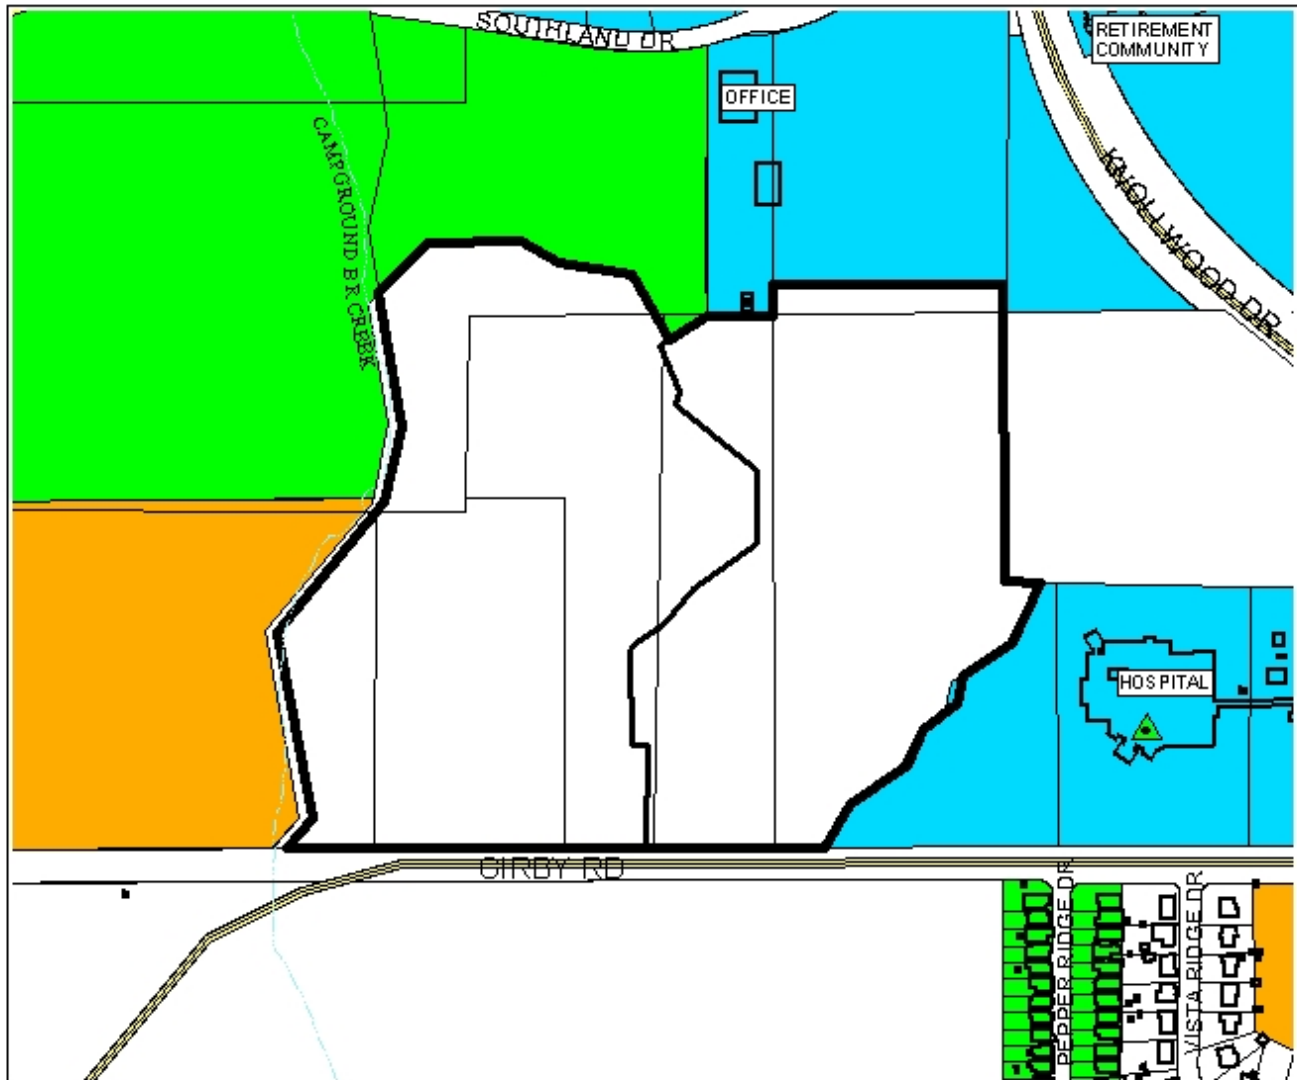 SOUTHLAND DR
RETIREMENT
COMMUNITY
OFFICE
CAMPGROUND BR CREEK
KNOLLWOOD DR
HOSPITAL
GIRBY RD
PEPPER RIDGE DR
VISTA RIDGE DR